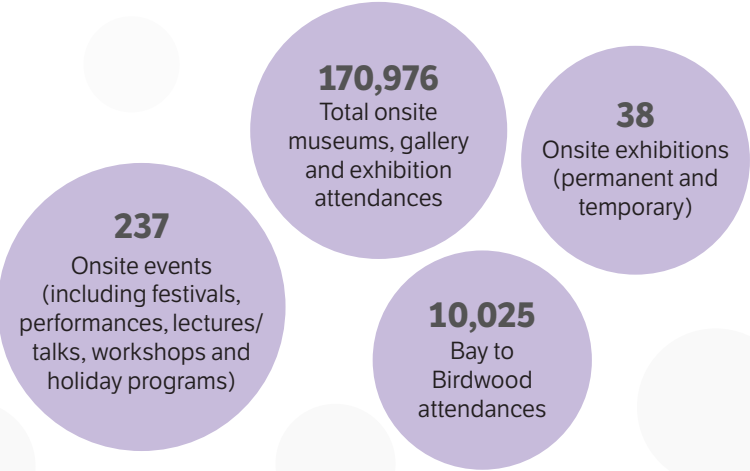 170,976
Total onsite
museums, gallery
and exhibition
attendances
38
Onsite exhibitions
(permanent and
temporary)
237
Onsite events
(including festivals,
performances, lectures/
talks, workshops and
holiday programs)
10,025
Bay to
Birdwood
attendances